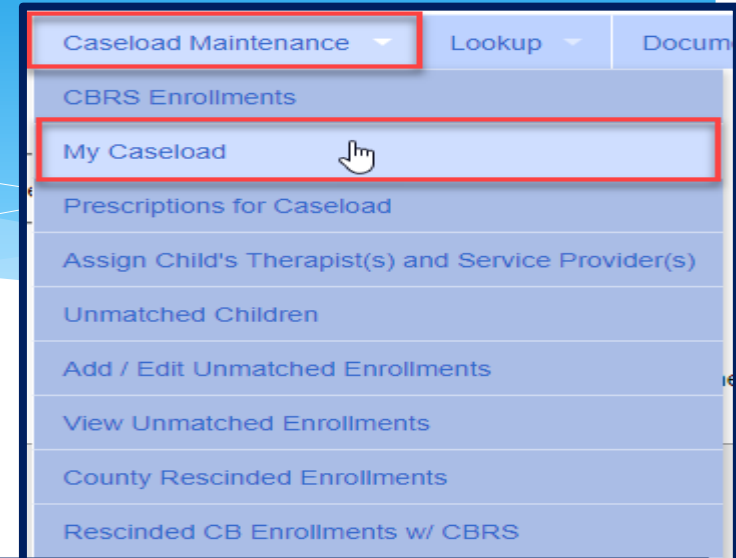 Caseload Maintenance Lookup
CBRS Enrollments
My Caseload
Prescriptions for Caseload
Assign Child's Therapist(s) and Service Provider(s)
Unmatched Children
Add / Edit Unmatched Enrollments
View Unmatched Enrollments
County Rescinded Enrollments
Rescinded CB Enrollments w/ CBRS